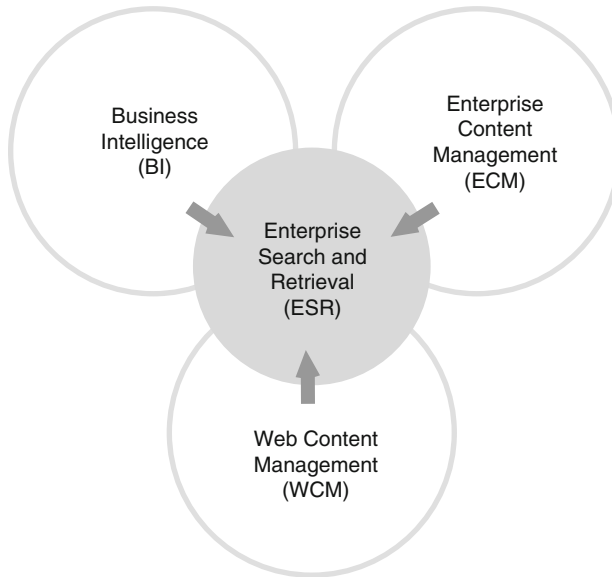 Business
Intelligence
(BI)
Enterprise
Content
Management
(ECM)
Enterprise
Search and
Retrieval
(ESR)
Web Content
Management
(WCM)